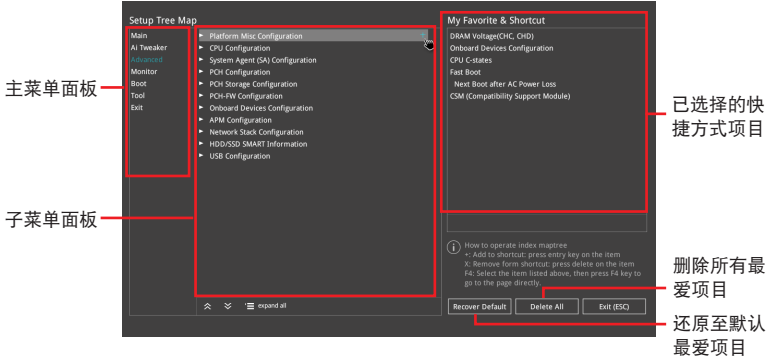 Setup Tree Map
Main
Ai Tweaker
Advanced
Monitor
Boot
Tool
Exit
Platform Misc Configuration
CPU Configuration
System Agent (SA) Configuration
PCH Configuration
PCH Storage Configuration
PCH-FW Configuration
Onboard Devices Configuration
APM Configuration
Network Stack Configuration
HDD/SSD SMART Information
USB Configuration
expand all
My Favorite & Shortcut
DRAM Voltage(CHC, CHD)
Onboard Devices Configuration
CPU C-states
Fast Boot
Next Boot after AC Power Loss
CSM (Compatibility Support Module)
How to operate index maptree
+: Add to shortcut: press entry key on the item
X: Remove form shortcut: press delete on the item
F4: Select the item listed above, then press F4 key to
go to the page directly.
Recover Default
Delete All
Exit (ESC)
主菜单面板
子菜单面板
已选择的快
捷方式项目
删除所有最
爱项目
还原至默认
最爱项目